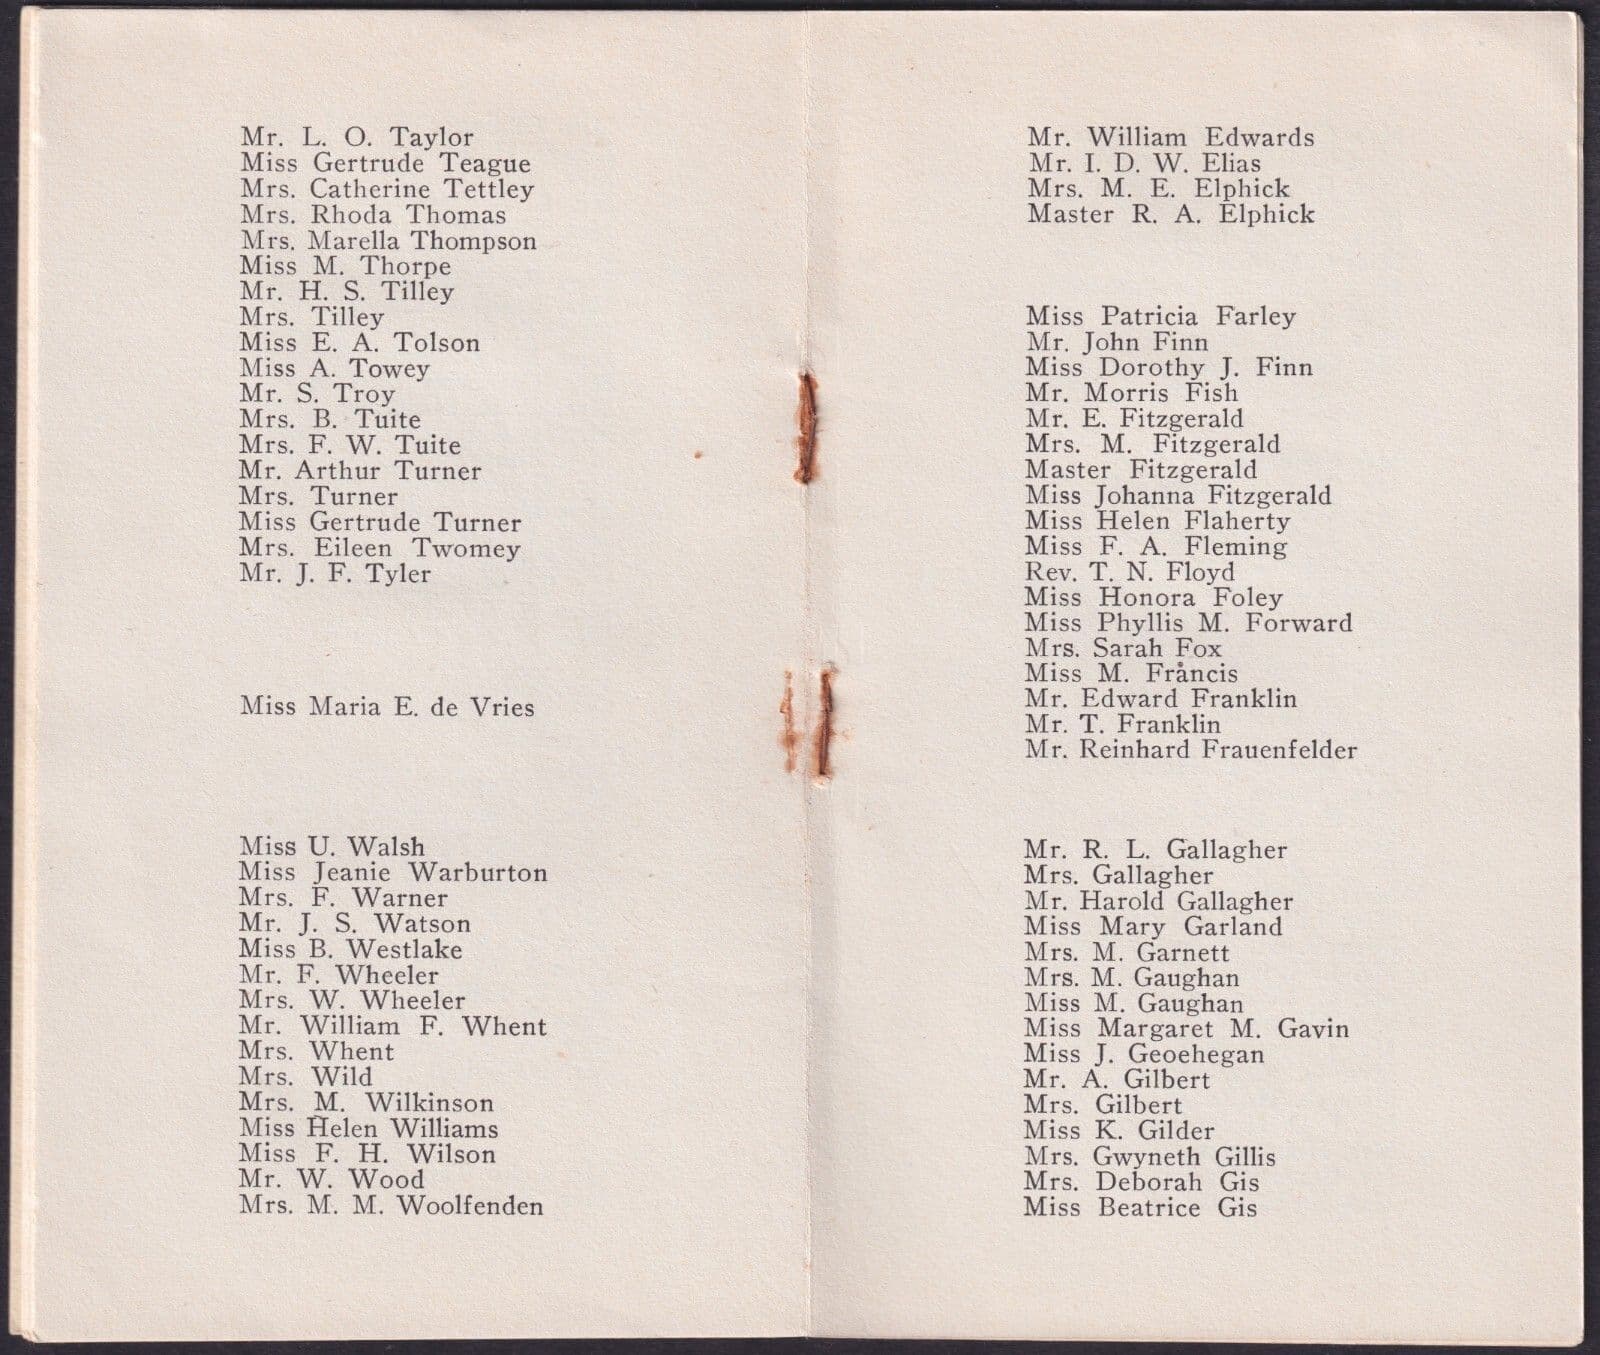 Mr. L. O. Taylor
Miss Gertrude Teague
Mrs. Catherine Tettley
Mrs. Rhoda Thomas
Mrs. Marella Thompson
Miss M. Thorpe
Mr. H. S. Tilley
Mrs. Tilley
Miss E. A. Tolson
Miss A. Towey
Mr. S. Troy
Mrs. B. Tuite
Mrs. F. W. Tuite
Mr. Arthur Turner
Mrs. Turner
Miss Gertrude Turner
Mrs. Eileen Twomey
Mr. J. F. Tyler
Miss Maria E. de Vries
Miss U. Walsh
Miss Jeanie Warburton
Mrs. F. Warner
Mr. J. S. Watson
Miss B. Westlake
Mr. F. Wheeler
Mrs. W. Wheeler
Mr. William F. Whent
Mrs. Whent
Mrs. Wild
Mrs. M. Wilkinson
Miss Helen Williams
Miss F. H. Wilson
Mr. W. Wood
Mrs. M. M. Woolfenden
Mr. William Edwards
Mr. I. D. W. Elias
Mrs. M. E. Elphick
Master R. A. Elphick
Miss Patricia Farley
Mr. John Finn
Miss Dorothy J. Finn
Mr. Morris Fish
Mr. E. Fitzgerald
Mrs. M. Fitzgerald
Master Fitzgerald
Miss Johanna Fitzgerald
Miss Helen Flaherty
Miss F. A. Fleming
Rev. T. N. Floyd
Miss Honora Foley
Miss Phyllis M. Forward
Mrs. Sarah Fox
Miss M. Francis
Mr. Edward Franklin
Mr. T. Franklin
Mr. Reinhard Frauenfelder
Mr. R. L. Gallagher
Mrs. Gallagher
Mr. Harold Gallagher
Miss Mary Garland
Mrs. M. Garnett
Mrs. M. Gaughan
Miss M. Gaughan
Miss Margaret M. Gavin
Miss J. Geoehegan
Mr. A. Gilbert
Mrs. Gilbert
Miss K. Gilder
Mrs. Gwyneth Gillis
Mrs. Deborah Gis
Miss Beatrice Gis